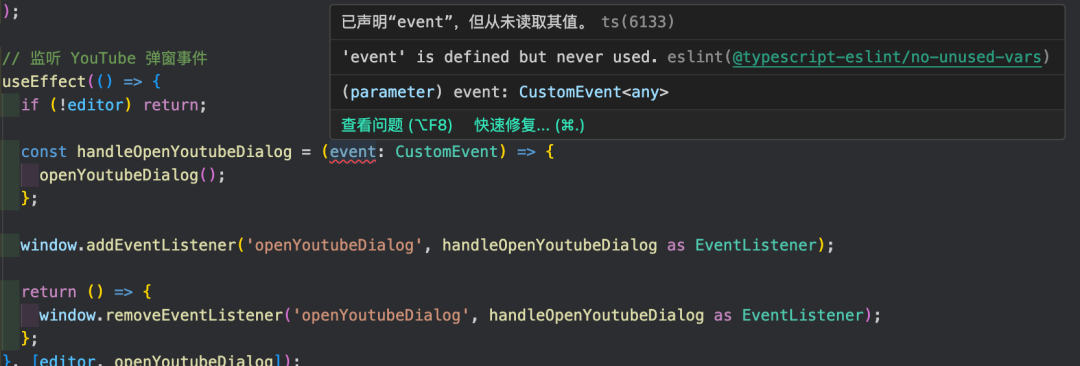 );
已声明“event”，但从未读取其值。 ts(6133)
// 监听 YouTube 弹窗事件
'event' is defined but never used. eslint(@typescript-eslint/no-unused-vars)
useEffect(() => {
(parameter) event: CustomEvent<any>
if (!editor) return;
查看问题 (⌥F8) 快速修复... (⌘.)
const handleOpenYoutubeDialog = (event: CustomEvent) => {
openYoutubeDialog();
};
window.addEventListener('openYoutubeDialog', handleOpenYoutubeDialog as EventListener);
return () => {
window.removeEventListener('openYoutubeDialog', handleOpenYoutubeDialog as EventListener);
};
}, [editor, openYoutubeDialog]);